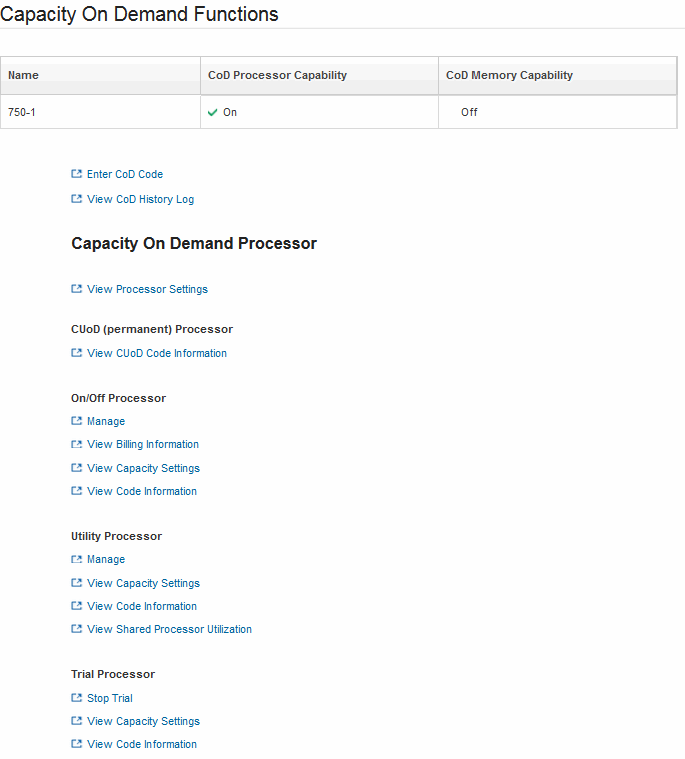 Capacity On Demand Functions
Name CoD Processor Capability CoD Memory Capability
750-1 On Off
Enter CoD Code
View CoD History Log
Capacity On Demand Processor
View Processor Settings
CUoD (permanent) Processor
View CUoD Code Information
On/Off Processor
Manage
View Billing Information
View Capacity Settings
View Code Information
Utility Processor
Manage
View Capacity Settings
View Code Information
View Shared Processor Utilization
Trial Processor
Stop Trial
View Capacity Settings
View Code Information